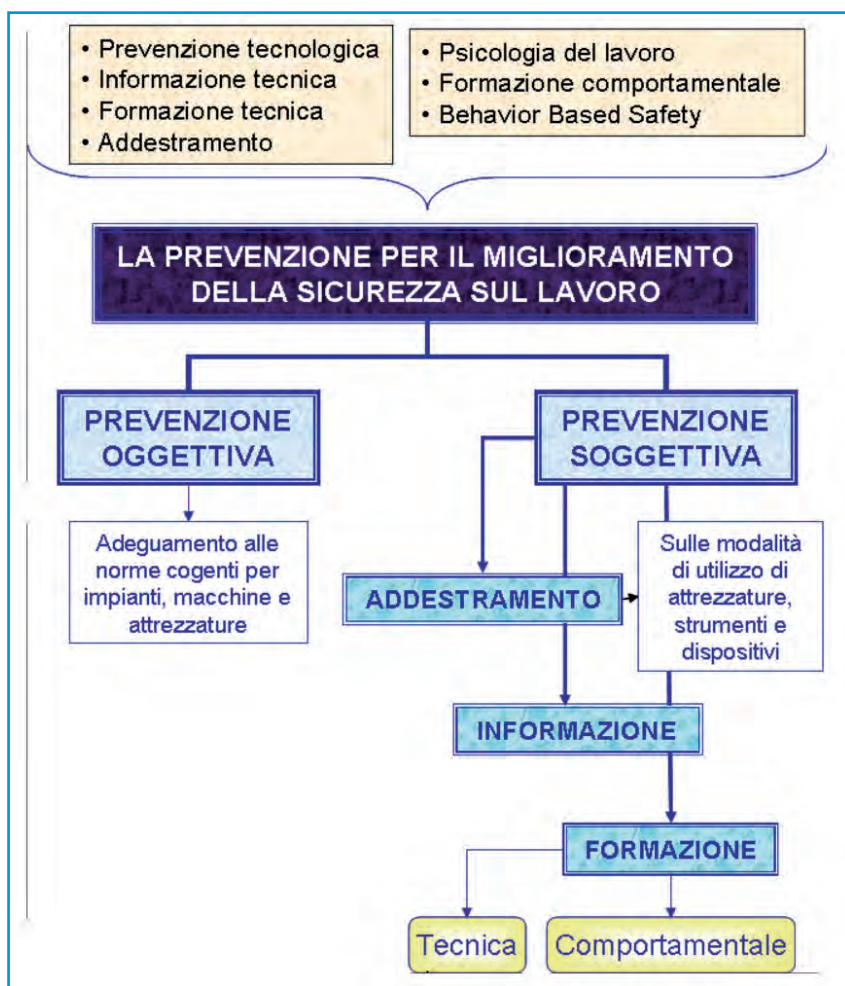 • Prevenzione tecnologica
• Informazione tecnica
• Formazione tecnica
• Addestramento
• Psicologia del lavoro
• Formazione comportamentale
• Behavior Based Safety
LA PREVENZIONE PER IL MIGLIORAMENTO
DELLA SICUREZZA SUL LAVORO
PREVENZIONE
OGGETTIVA
PREVENZIONE
SOGGETTIVA
Adeguamento alle
norme cogenti per
impianti, macchine e
attrezzature
ADDESTRAMENTO
Sulle modalità
di utilizzo di
attrezzature,
strumenti e
dispositivi
INFORMAZIONE
FORMAZIONE
Tecnica
Comportamentale